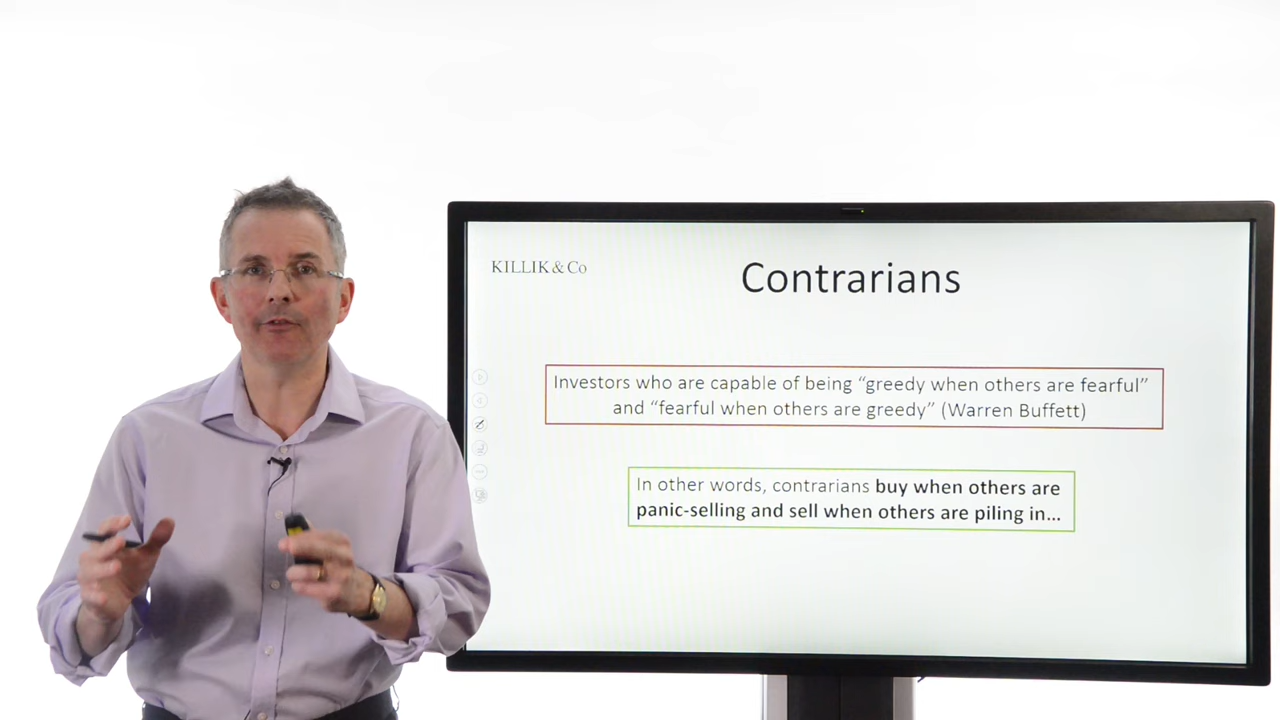 KILLIK & Co
Contrarians
Investors who are capable of being “greedy when others are fearful”
and “fearful when others are greedy” (Warren Buffett)
In other words, contrarians buy when others are
panic-selling and sell when others are piling in...